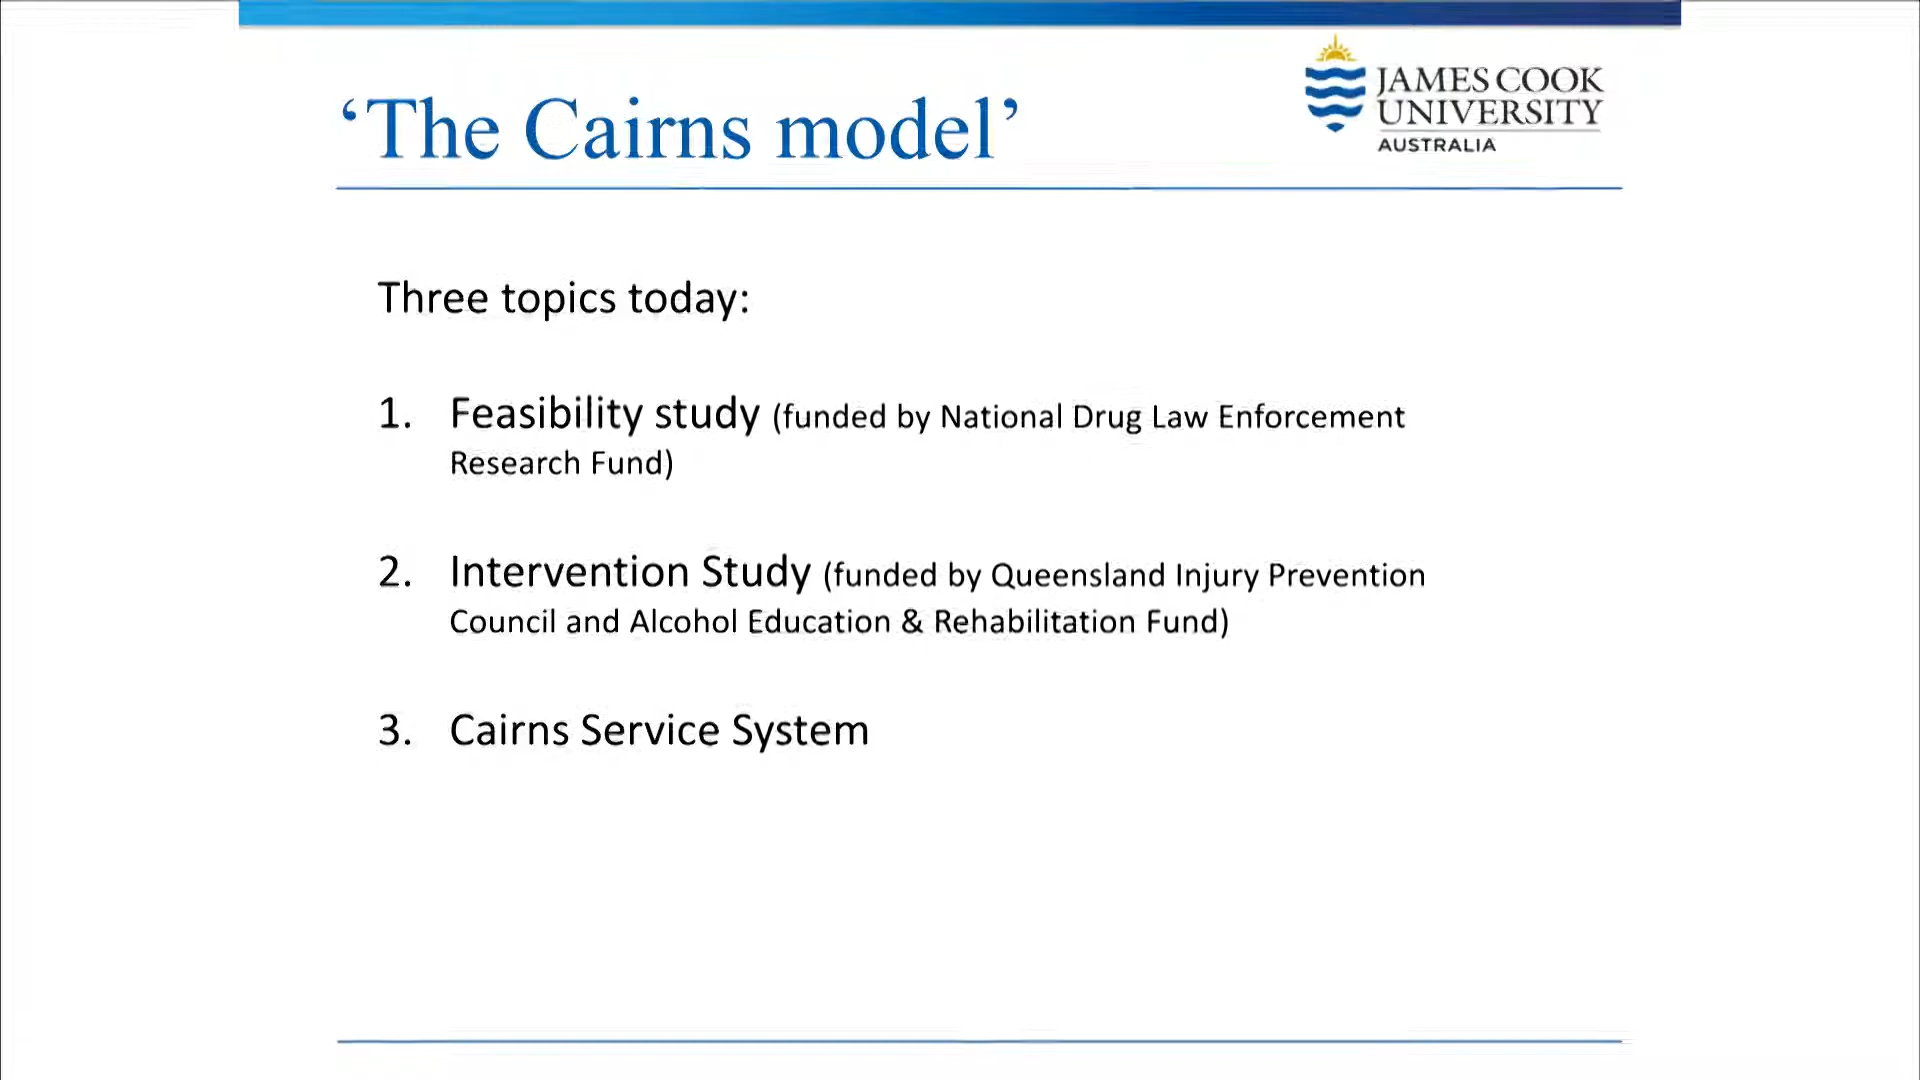 ‘The Cairns model’
JAMES COOK
UNIVERSITY
AUSTRALIA
Three topics today:
1. Feasibility study (funded by National Drug Law Enforcement
Research Fund)
2. Intervention Study (funded by Queensland Injury Prevention
Council and Alcohol Education & Rehabilitation Fund)
3. Cairns Service System